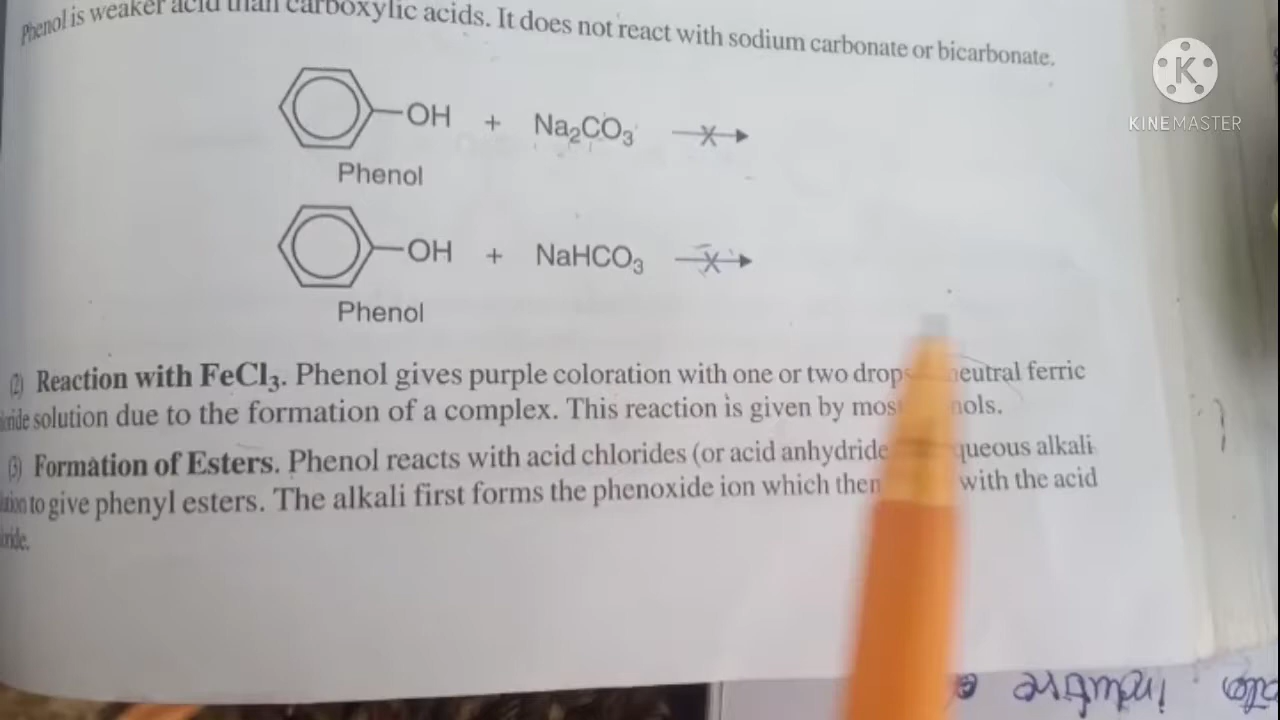 Phenol is weaker acid than carboxylic acids. It does not react with sodium carbonate or bicarbonate.
OH + Na₂CO₃
Phenol
OH + NaHCO₃
Phenol
KINEMASTER
(2) Reaction with FeCl₃. Phenol gives purple coloration with one or two drops neutral ferric
solution due to the formation of a complex. This reaction is given by
(3) Formation of Esters. Phenol reacts with acid chlorides (or acid anhydride alkali
to give phenyl esters. The alkali first forms the phenoxide ion which then with the acid